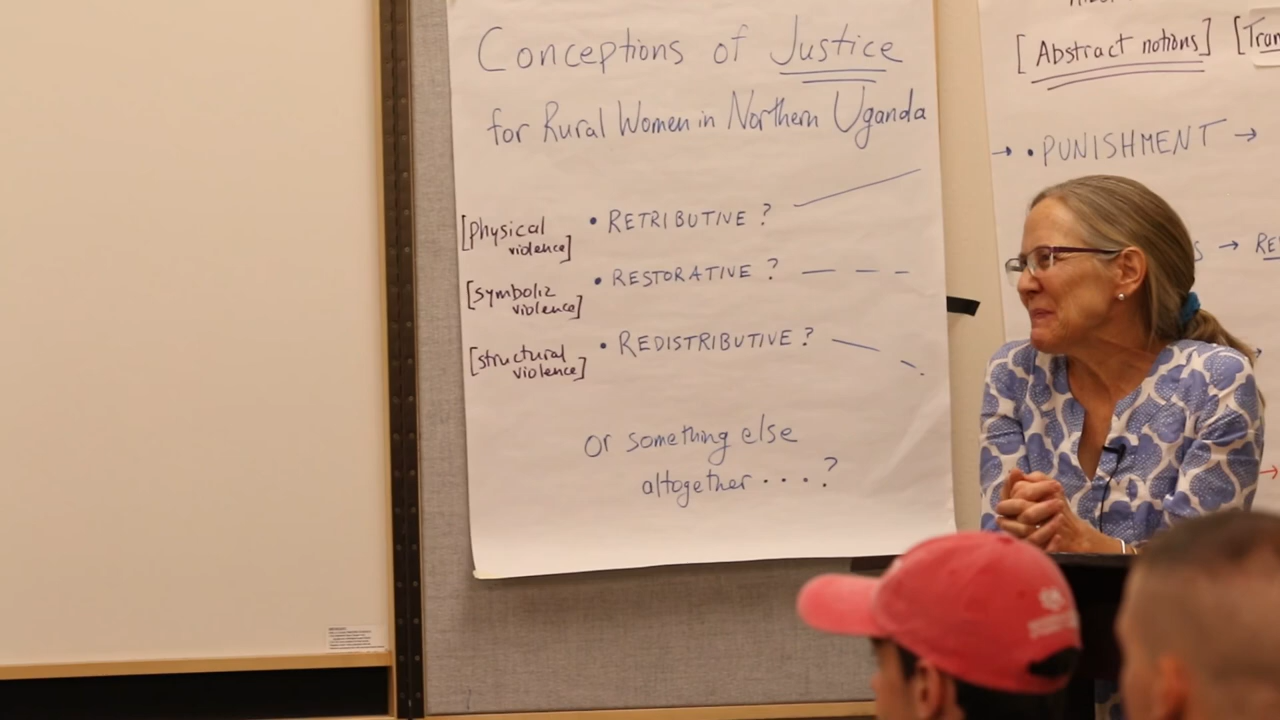 Conceptions of Justice
for Rural Women in Northern Uganda
[physical
violence]
• RETRIBUTIVE ?
[symbolic
violence]
• RESTORATIVE ?
[structural
violence]
• REDISTRIBUTIVE ?
Or something else
altogether . . . . ?
[Abstract notions]
→ • PUNISHMENT →